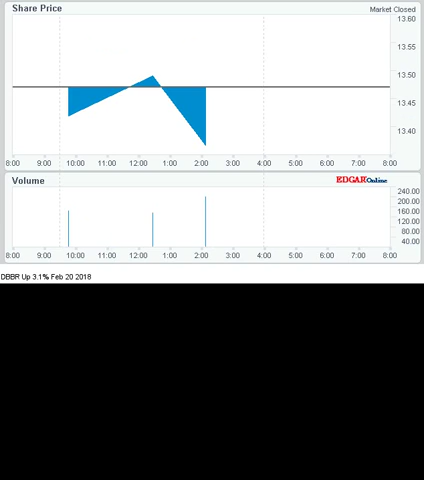 Share Price
Market Closed
13.60
13.55
13.50
13.45
13.40
8:00 9:00 10:00 11:00 12:00 1:00 2:00 3:00 4:00 5:00 6:00 7:00 8:00
Volume
EDGAROnline
240.00
200.00
160.00
120.00
80.00
40.00
8:00 9:00 10:00 11:00 12:00 1:00 2:00 3:00 4:00 5:00 6:00 7:00 8:00
DBBR Up 3.1% Feb 20 2018